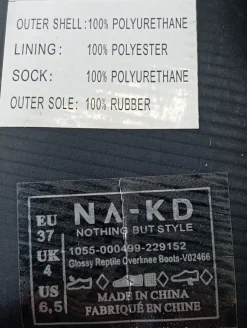 OUTER SHELL:100% POLYURETHANE
LINING: 100% POLYESTER
SOCK: 100% POLYURETHANE
OUTER SOLE: 100% RUBBER
EU
37
UK
4
US
6,5
NA-KD
NOTHING BUT STYLE
1055-000499-229152
Glossy Reptile Overknee Boots-V02466
MADE IN CHINA
FABRIQUÉ EN CHINE